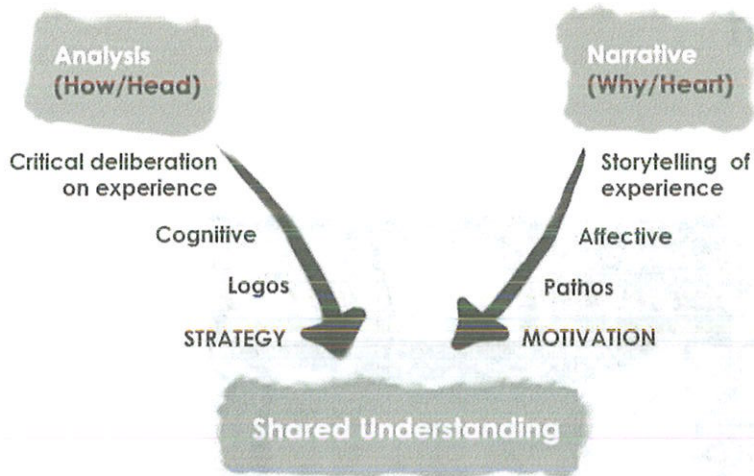 Analysis
(How/Head)
Narrative
(Why/Heart)
Critical deliberation
on experience
Cognitive
Logos
STRATEGY
Storytelling of
experience
Affective
Pathos
MOTIVATION
Shared Understanding